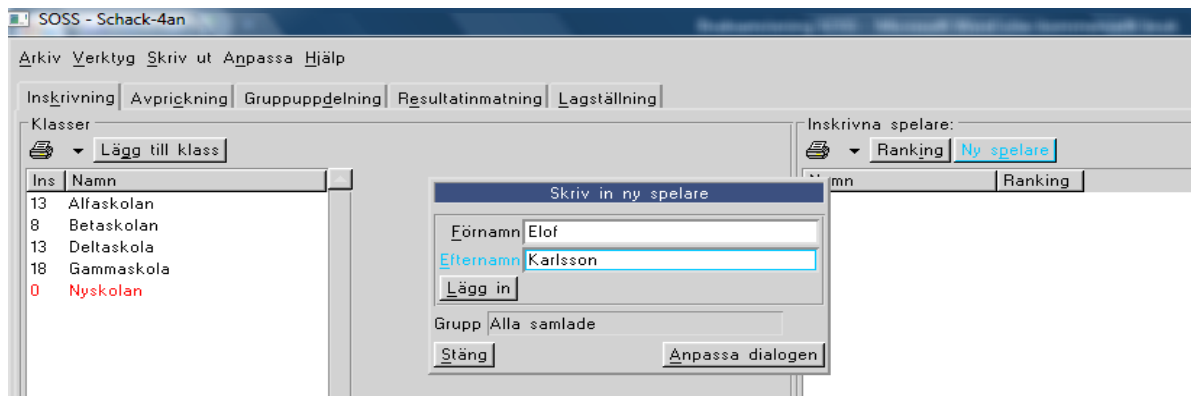 SOSS - Schack-4an
Arkiv Verktyg Skriv ut Anpassa Hjälp
Inskrivning Avprickning Gruppuppdelning Resultatinmatning Lagställning
Klasser
Lägg till klass
Ins Namn
13 Alfaskolan
8 Betaskolan
13 Deltaskola
18 Gammaskola
0 Nyskolan
Skriv in ny spelare
Förnamn Elof
Efternamn Karlsson
Lägg in
Grupp Alla samlade
Stäng Anpassa dialogen
Inskrivna spelare:
Ranking Ny spelare
Namn Ranking